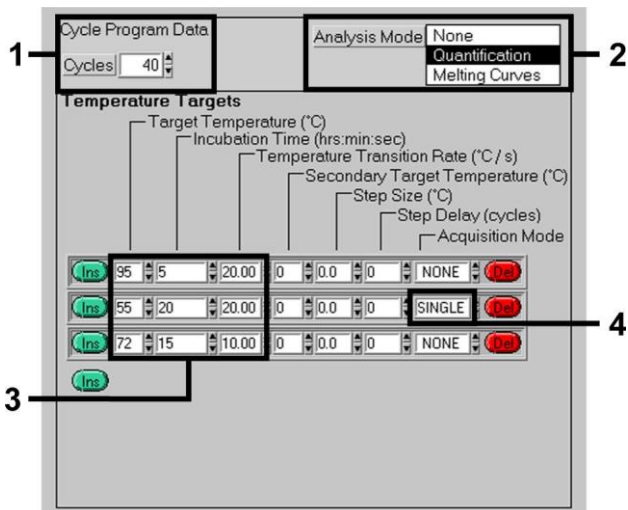 Cycle Program Data
Cycles 40
Analysis Mode None
Quantification
Melting Curves
1
2
Temperature Targets
Target Temperature (°C)
Incubation Time (hrs:min:sec)
Temperature Transition Rate (°C / s)
Secondary Target Temperature (°C)
Step Size (°C)
Step Delay (cycles)
Acquisition Mode
Ins 95 5 20.00 0 0.0 0 NONE Del
Ins 55 20 20.00 0 0.0 0 SINGLE Del
Ins 72 15 10.00 0 0.0 0 NONE Del
4
Ins
3